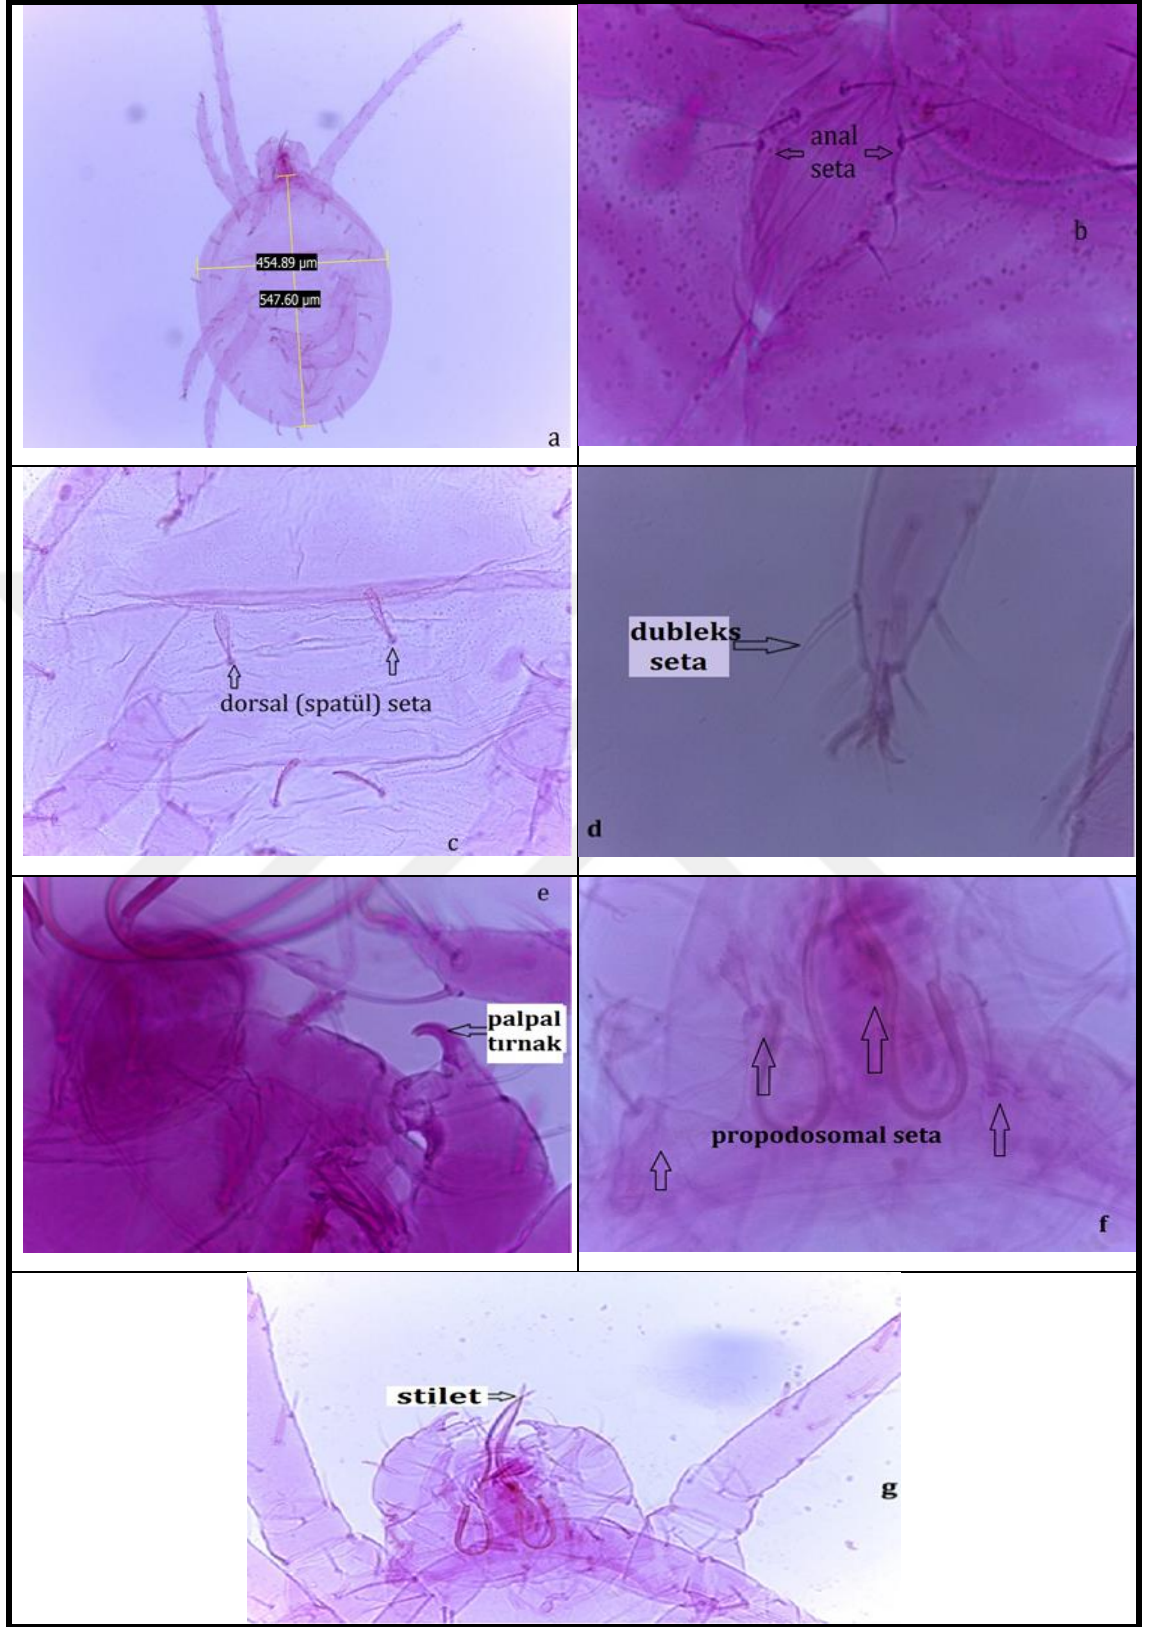 454.89 µm
547.60 µm
a
anal
seta
b
dorsal (spatül) seta
c
dubleks
seta
d
e
palpal
tırnak
propodosomal seta
f
stilet
g